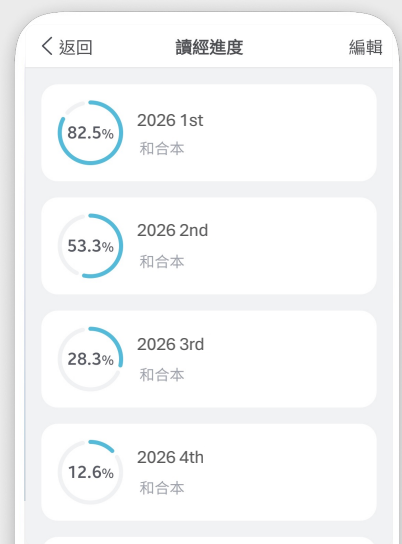 返回 讀經進度 編輯
82.5% 2026 1st
和合本
53.3% 2026 2nd
和合本
28.3% 2026 3rd
和合本
12.6% 2026 4th
和合本